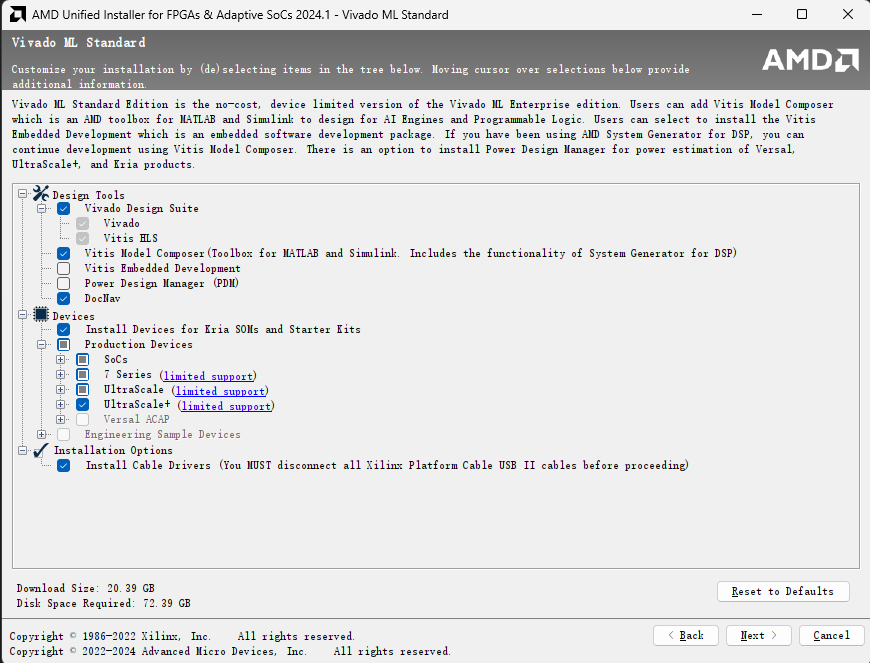 AMD Unified Installer for FPGAs & Adaptive SoCs 2024.1 - Vivado ML Standard
Vivado ML Standard
Customize your installation by (de)selecting items in the tree below. Moving cursor over selections below provide
additional information.
AMD
Vivado ML Standard Edition is the no-cost, device limited version of the Vivado ML Enterprise edition. Users can add Vitis Model Composer
which is an AMD toolbox for MATLAB and Simulink to design for AI Engines and Programmable Logic. Users can select to install the Vitis
Embedded Development which is an embedded software development package. If you have been using AMD System Generator for DSP, you can
continue development using Vitis Model Composer. There is an option to install Power Design Manager for power estimation of Versal,
UltraScale+, and Kria products.
Design Tools
Vivado Design Suite
Vivado
Vitis HLS
Vitis Model Composer(Toolbox for MATLAB and Simulink. Includes the functionality of System Generator for DSP)
Vitis Embedded Development
Power Design Manager (PDM)
DocNav
Devices
Install Devices for Kria SOMs and Starter Kits
Production Devices
SoCs
7 Series (limited support)
UltraScale (limited support)
UltraScale+ (limited support)
Versal ACAP
Engineering Sample Devices
Installation Options
Install Cable Drivers (You MUST disconnect all Xilinx Platform Cable USB II cables before proceeding)
Download Size: 20.39 GB
Disk Space Required: 72.39 GB
Reset to Defaults
Copyright © 1986-2022 Xilinx, Inc. All rights reserved.
Copyright © 2022-2024 Advanced Micro Devices, Inc. All rights reserved.
< Back
Next >
Cancel